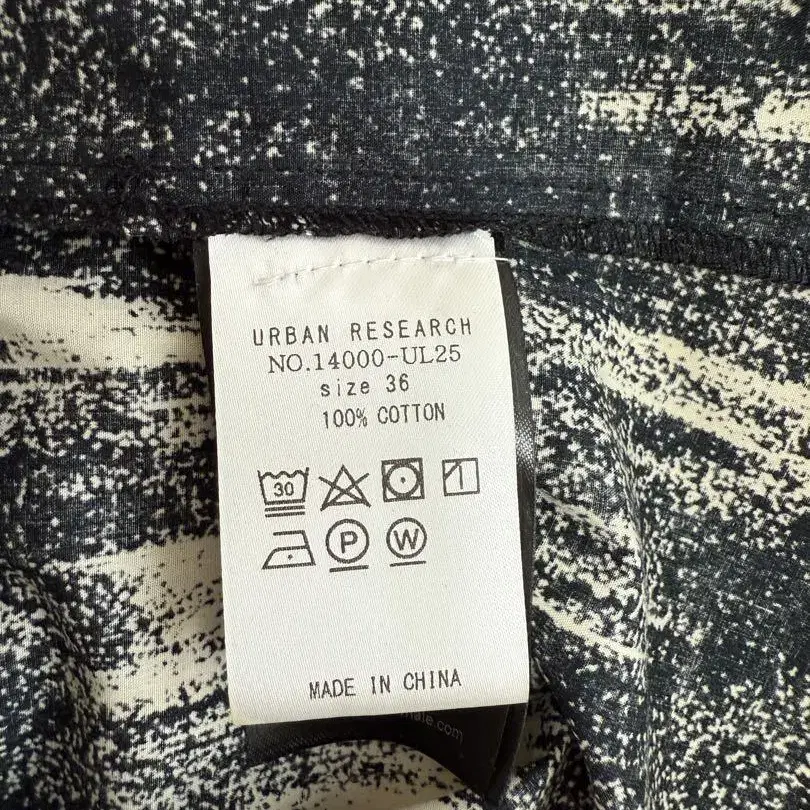 URBAN RESEARCH
NO.14000-UL25
size 36
100% COTTON
30
P W
MADE IN CHINA